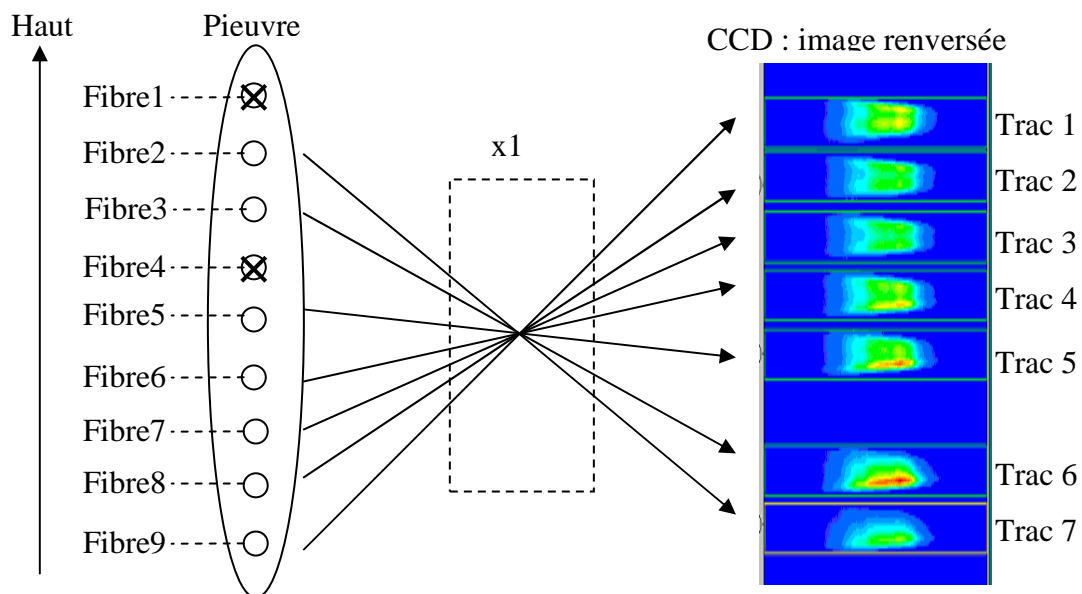 Haut
Pieuvre
CCD : image renversée
Fibre1
Fibre2
Fibre3
Fibre4
Fibre5
Fibre6
Fibre7
Fibre8
Fibre9
x1
Trac 1
Trac 2
Trac 3
Trac 4
Trac 5
Trac 6
Trac 7